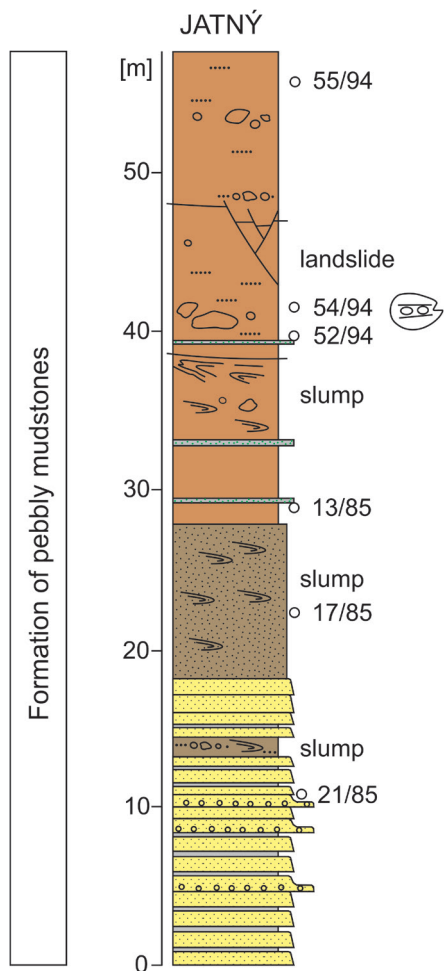 JATNÝ
[m]
55/94
50
landslide
54/94
40
52/94
slump
30
13/85
slump
17/85
20
slump
21/85
10
0
Formation of pebbly mudstones